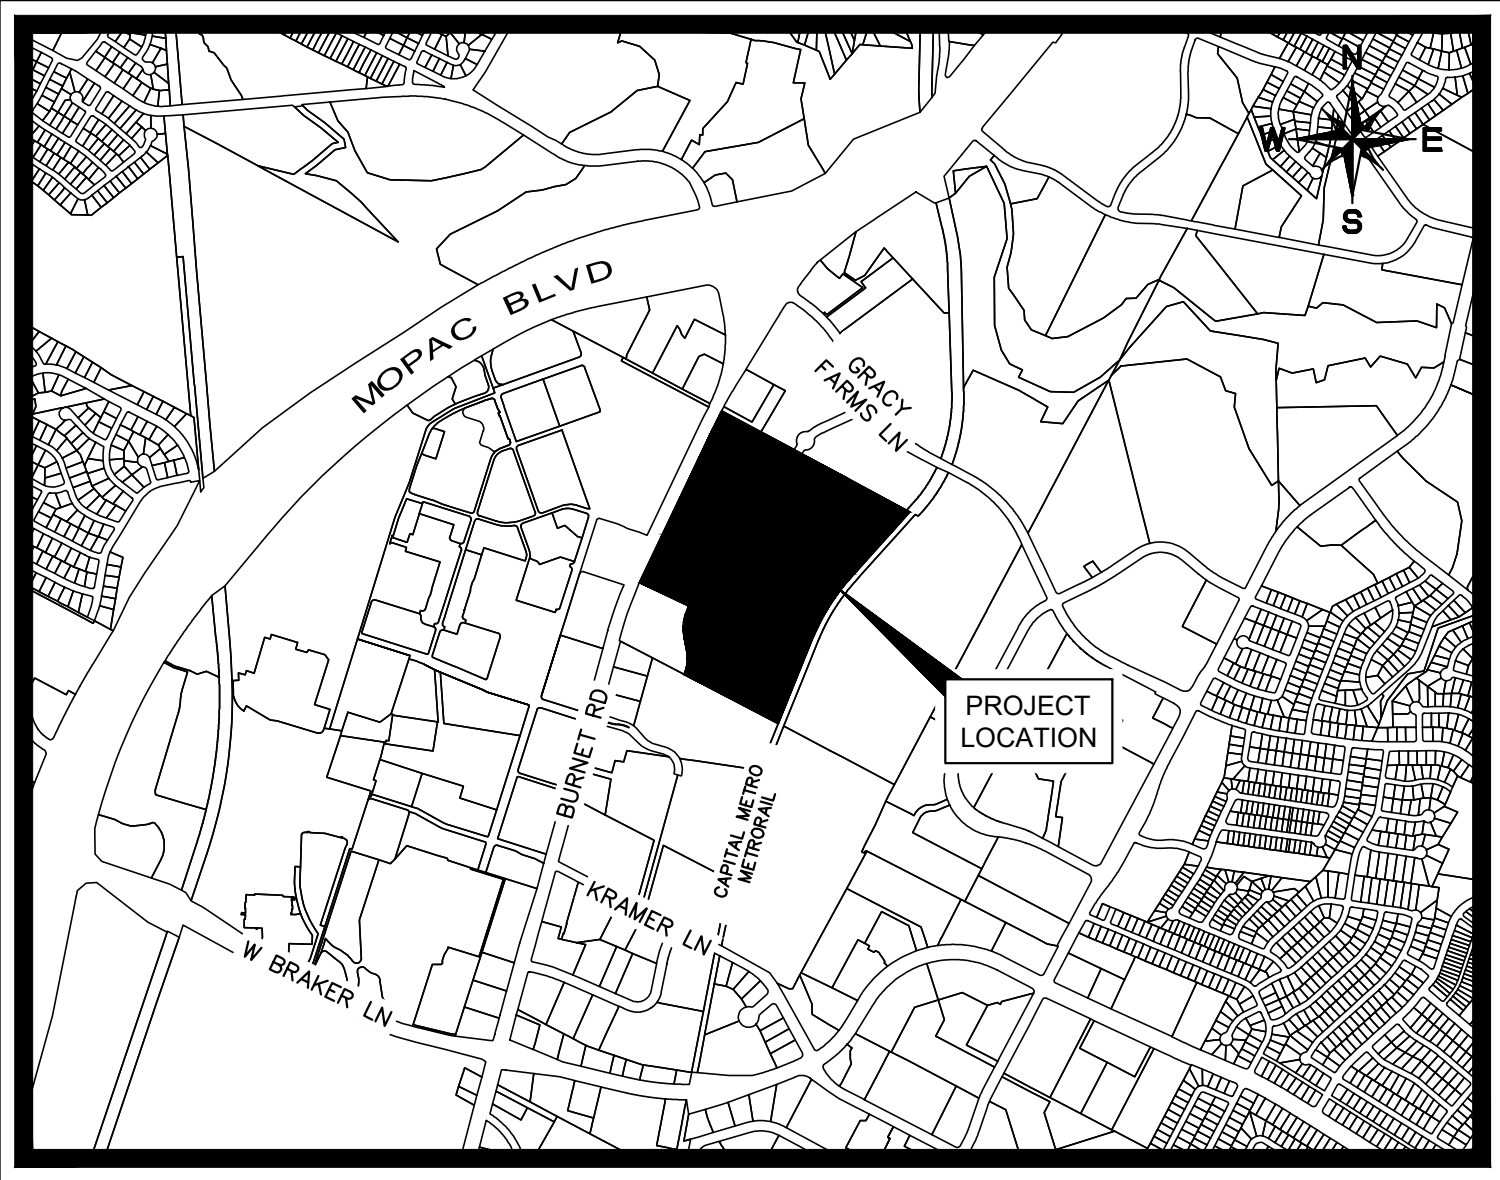 N
W E
S
MOPAC BLVD
GRACY
FARMS LN
PROJECT
LOCATION
BURNET RD
CAPITAL METRO
METRORAIL
KRAMER LN
W BRAKER LN